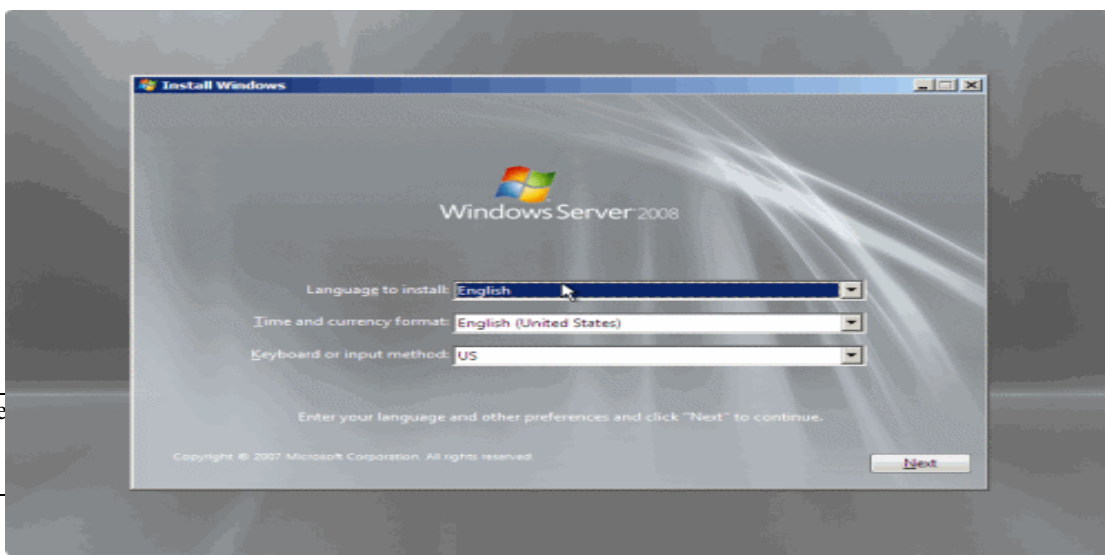 Install Windows
Windows Server 2008
Language to install: English
Time and currency format: English (United States)
Keyboard or input method: US
e
Enter your language and other preferences and click "Next" to continue.
Copyright © 2007 Microsoft Corporation. All rights reserved.
Next